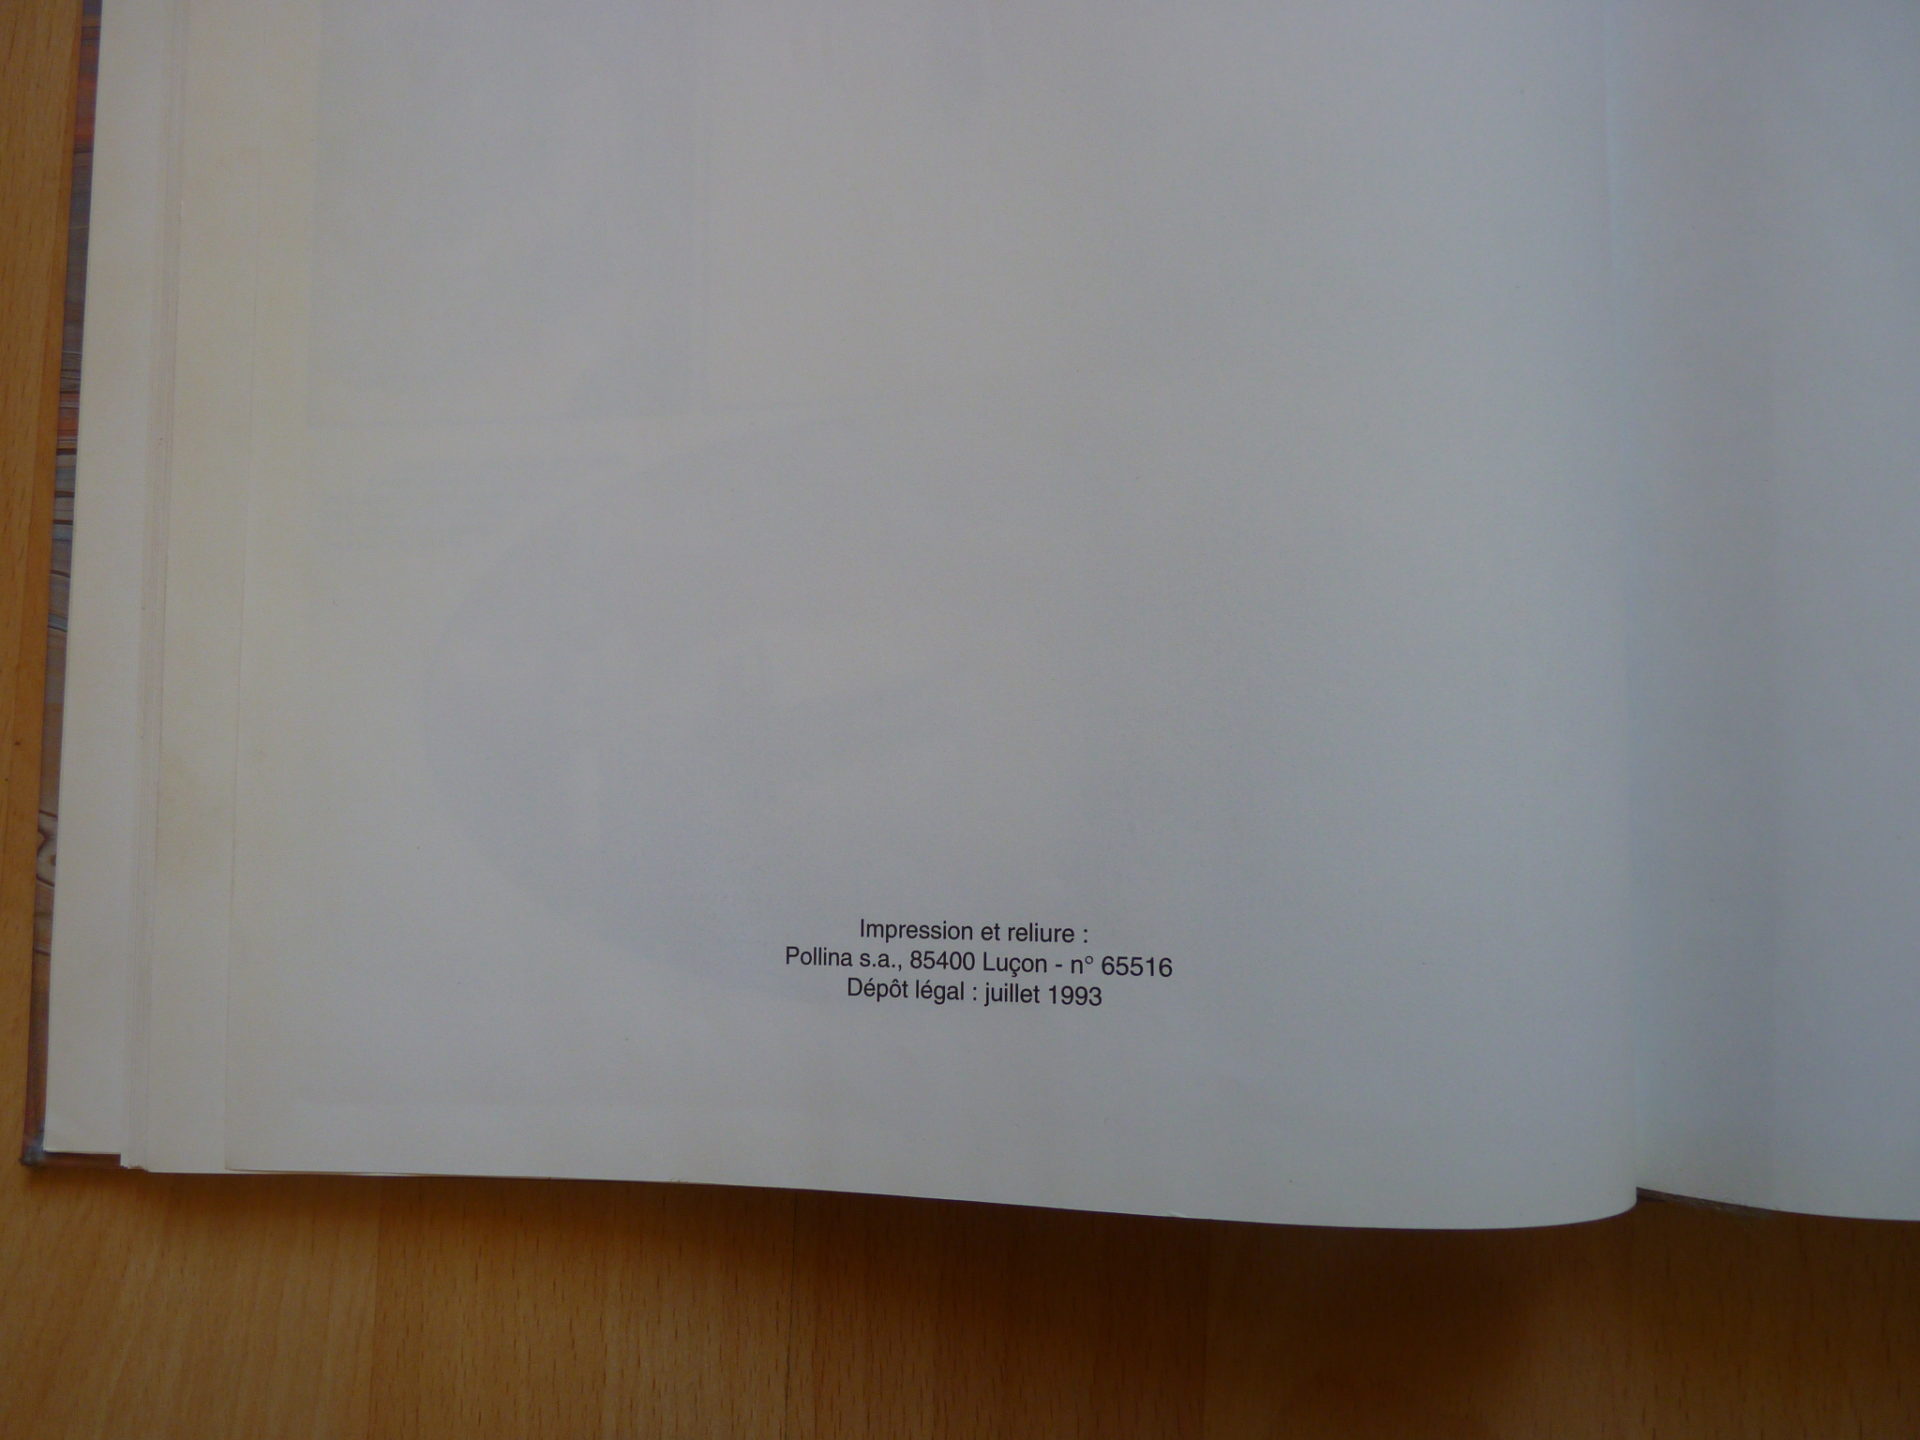 Impression et reliure :
Pollina s.a., 85400 Luçon - n° 65516
Dépôt légal : juillet 1993